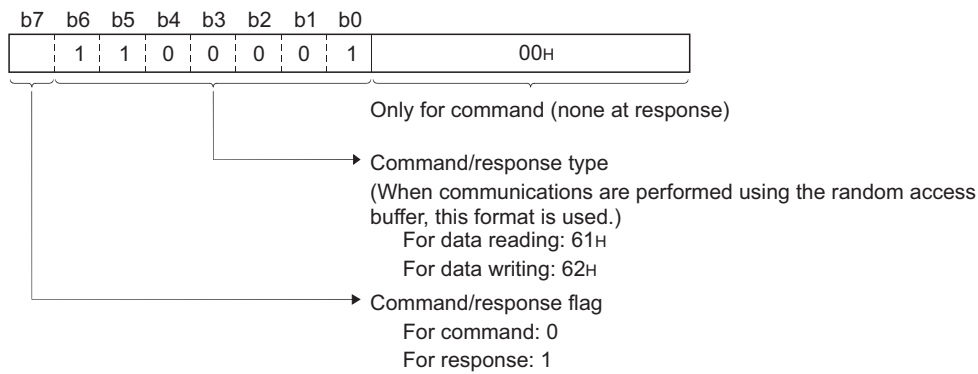 b7 b6 b5 b4 b3 b2 b1 b0
1 1 0 0 0 0 1 00H
Only for command (none at response)
Command/response type
(When communications are performed using the random access
buffer, this format is used.)
For data reading: 61H
For data writing: 62H
Command/response flag
For command: 0
For response: 1